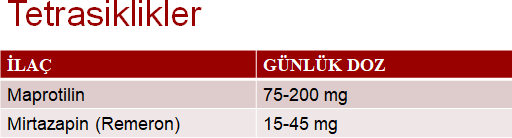 Tetrasiklikler
İLAÇ GÜNLÜK DOZ
Maprotilin 75-200 mg
Mirtazapin (Remeron) 15-45 mg